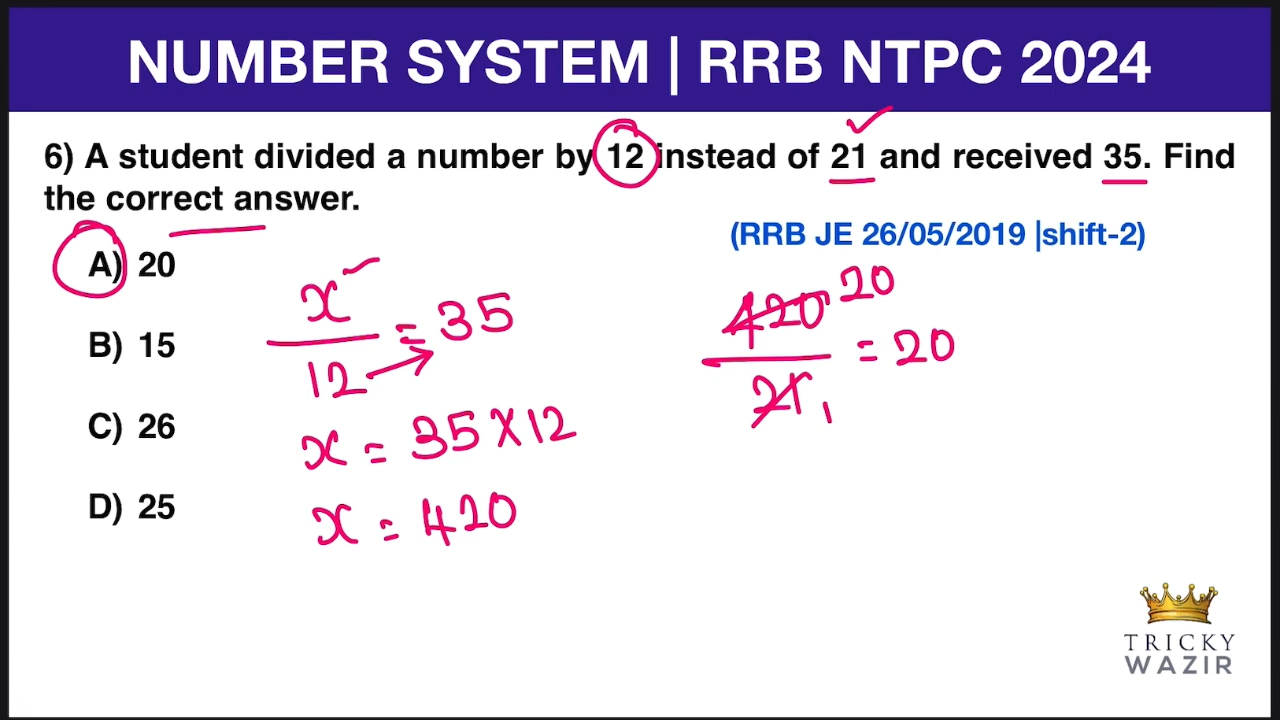 NUMBER SYSTEM | RRB NTPC 2024
6) A student divided a number by 12 instead of 21 and received 35. Find
the correct answer.
(RRB JE 26/05/2019 |shift-2)
A) 20
B) 15
C) 26
D) 25
x
— = 35
12
x = 35 × 12
x = 420
420 20
— = 20
21 1
TRICKY
WAZIR